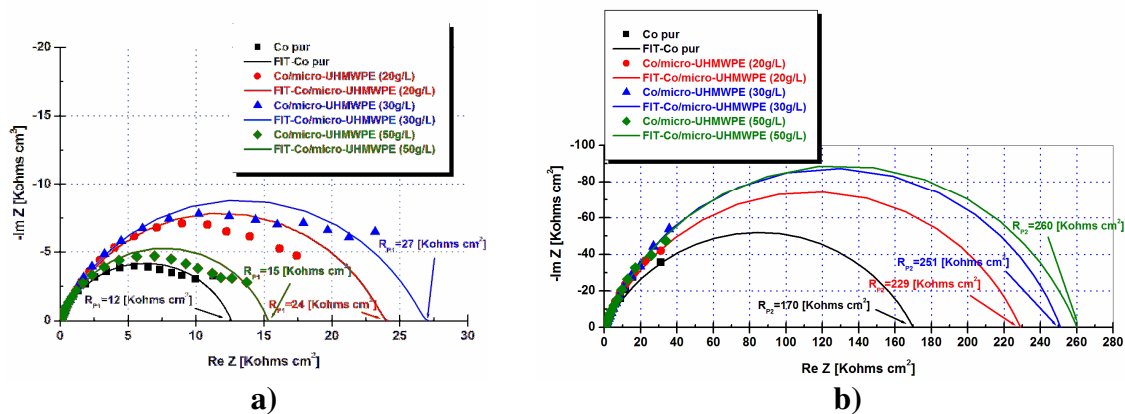 a)
-Im Z [Kohms cm²]
-20
-15
-10
-5
0
0 5 10 15 20 25 30
Re Z [Kohms cm²]
Co pur
FIT-Co pur
Co/micro-UHMWPE (20g/L)
FIT-Co/micro-UHMWPE (20g/L)
Co/micro-UHMWPE (30g/L)
FIT-Co/micro-UHMWPE (30g/L)
Co/micro-UHMWPE (50g/L)
FIT-Co/micro-UHMWPE (50g/L)
RP=27 [Kohms cm²]
RP1=15 [Kohms cm²]
RP1=12 [Kohms cm²]
RP1=24 [Kohms cm²]
b)
-Im Z [Kohms cm²]
-100
-80
-60
-40
-20
0
0 20 40 60 80 100 120 140 160 180 200 220 240 260 280
Re Z [Kohms cm²]
Co pur
FIT-Co pur
Co/micro-UHMWPE (20g/L)
FIT-Co/micro-UHMWPE (20g/L)
Co/micro-UHMWPE (30g/L)
FIT-Co/micro-UHMWPE (30g/L)
Co/micro-UHMWPE (50g/L)
FIT-Co/micro-UHMWPE (50g/L)
RP2=260 [Kohms cm²]
RP2=251 [Kohms cm²]
RP2=229 [Kohms cm²]
RP2=170 [Kohms cm²]